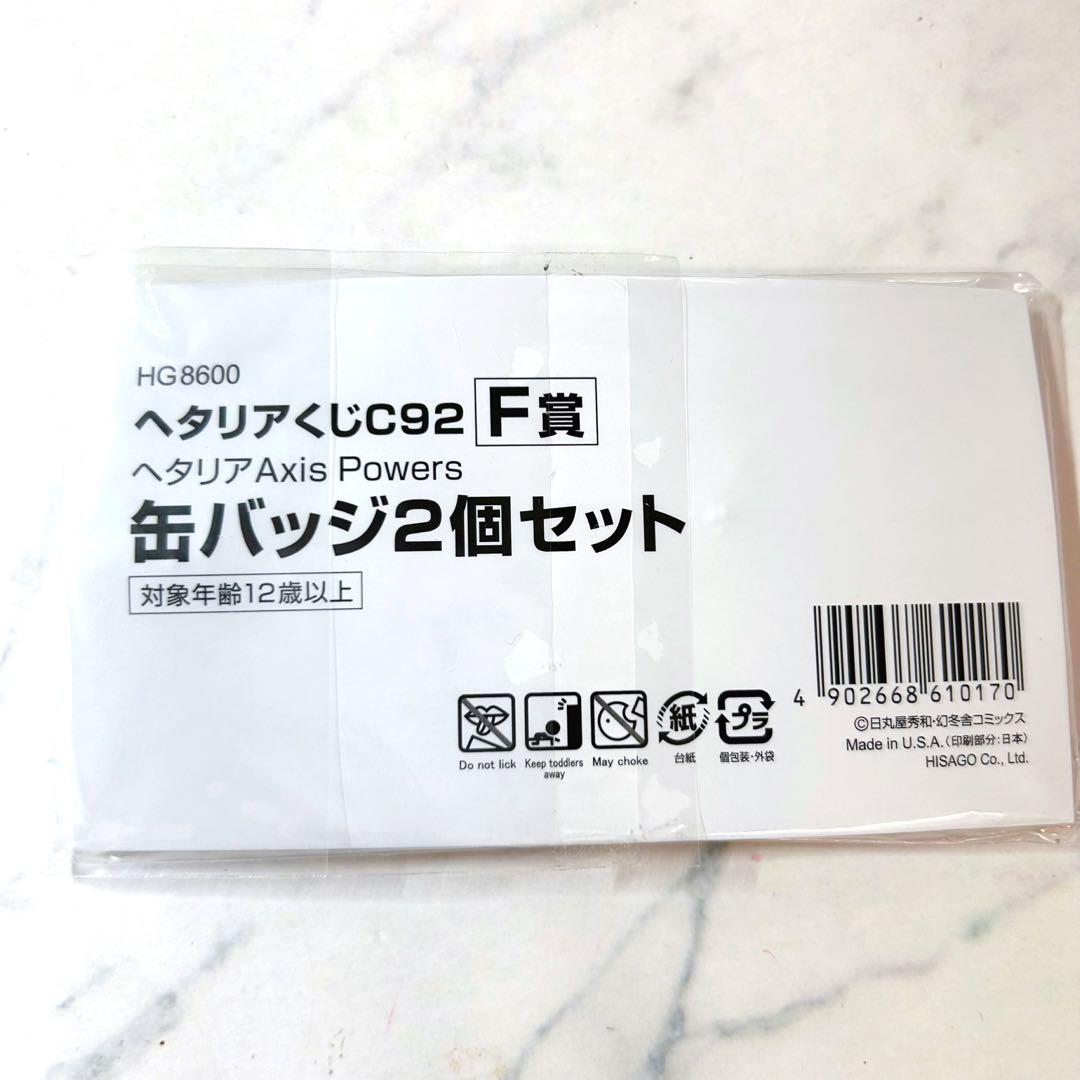 HG8600
ヘタリアくじC92 F賞
ヘタリアAxis Powers
缶バッジ2個セット
対象年齢12歳以上
4 902668 610170
©日丸屋秀和・幻冬舎コミックス
Made in U.S.A.(印刷部分:日本)
HISAGO Co., Ltd.
Do not lick
Keep toddlers
away
May choke
紙
台紙
プラ
個包装・外袋